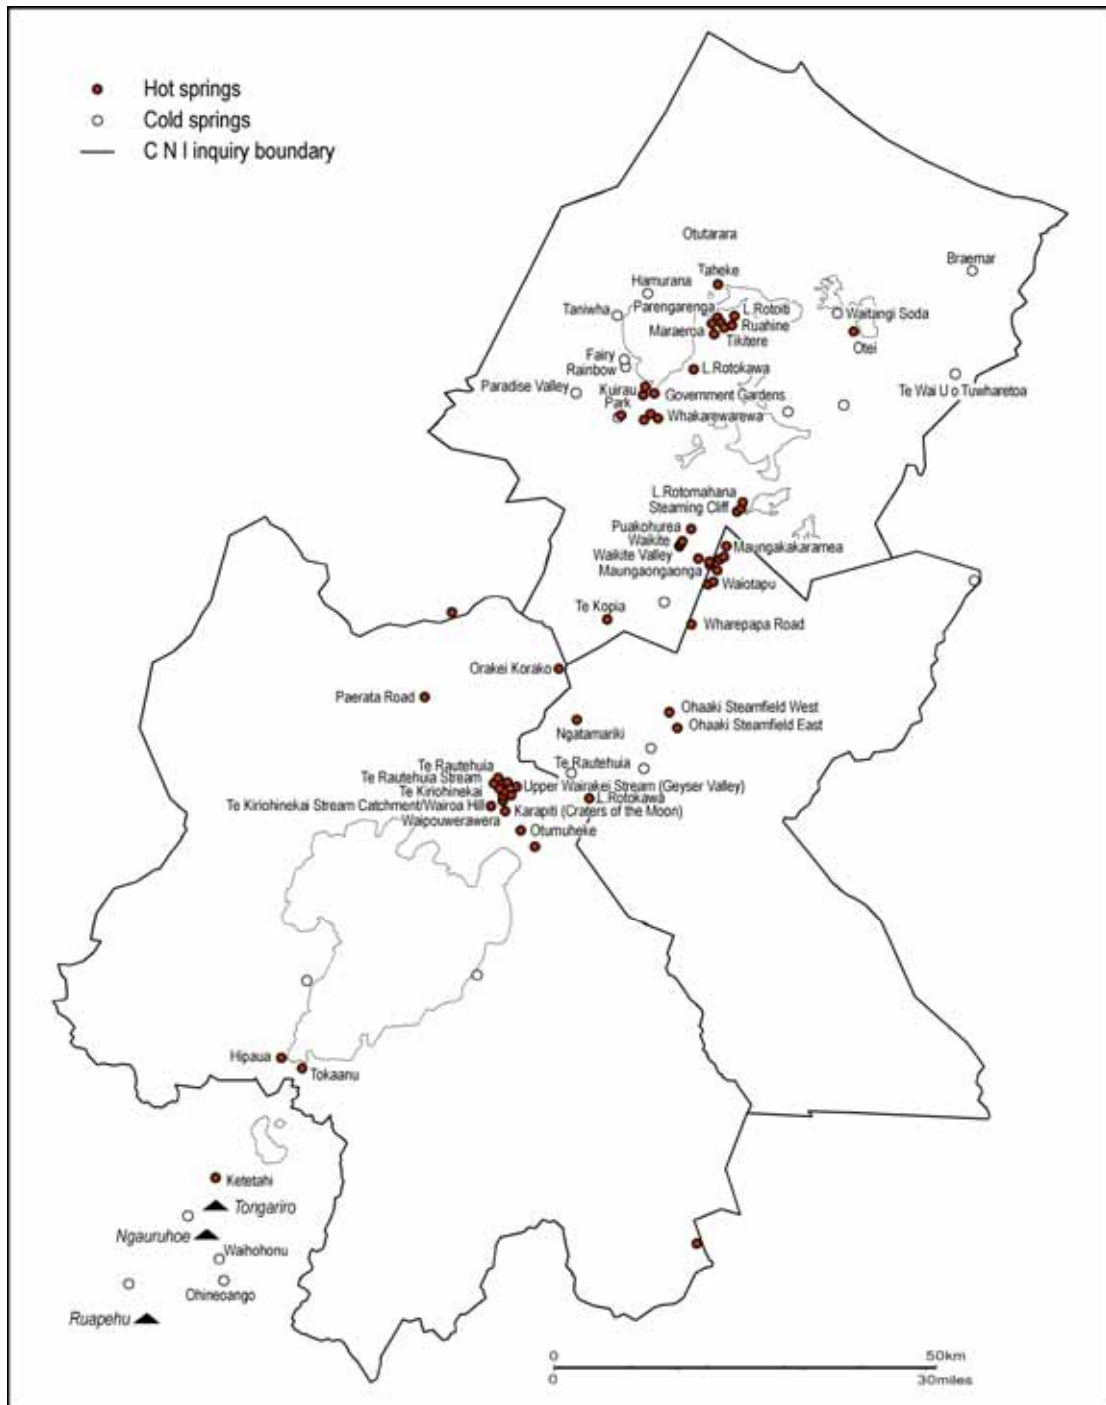 Hot springs
Cold springs
C N I inquiry boundary
Otutarara
Braemar
Taheke
Hamurana
Parengarenga
L.Rotoiti
Waitangi Soda
Taniwha
Ruahine
Maraeroa
Tikitere
Otei
Fairy
Rainbow
L.Rotokawa
Paradise Valley
Kuirau
Park
Government Gardens
Te Wai U o Tuwharetoa
Whakarewarewa
L.Rotomahana
Steaming Cliff
Puakohurea
Waikite
Maungakakaramea
Waikite Valley
Maungaongaonga
Waiotapu
Te Kopia
Wharepapa Road
Orakei Korako
Paerata Road
Ohaaki Steamfield West
Ohaaki Steamfield East
Ngatamariki
Te Rautehuia
Te Rautehuia
Te Rautehuia Stream
Te Kiriohinekai
Upper Wairakei Stream (Geyser Valley)
L.Rotokawa
Te Kiriohinekai Stream Catchment/Wairoa Hill
Karapiti (Craters of the Moon)
Waipouwerawera
Otumuheke
Hipaua
Tokaanu
Ketetahi
Tongariro
Ngauruhoe
Waihohonu
Ohineoango
Ruapehu
0 50km
0 30miles